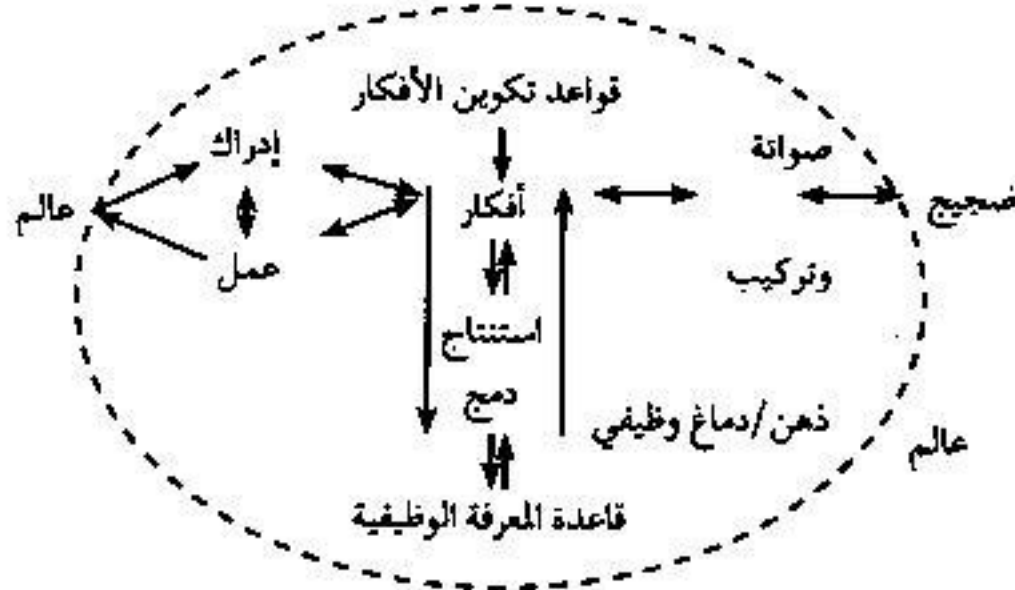 قواعد تكوين الأفكار
إدراك
صواتة
عالم
أفكار
ضجيج
عمل
وتركيب
استنتاج
دمج
ذهن/دماغ وظيفي
عالم
قاعدة المعرفة الوظيفية